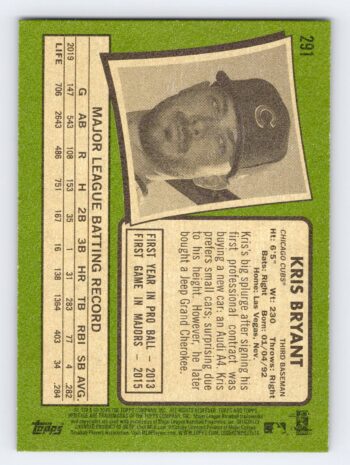 291
KRIS BRYANT
CHICAGO CUBS® THIRD BASEMAN
Ht: 6'5" Wt: 230 Throws: Right
Bats: Right Born: 01/04/92
Home: Las Vegas, Nev.
Kris's big splurge after signing his
first professional contract was
buying a new car: an Audi A4. Kris
prefers small cars; surprising due
to his height. However, he later
bought a Jeep Grand Cherokee.
FIRST YEAR IN PRO BALL - 2013
FIRST GAME IN MAJORS - 2015
MAJOR LEAGUE BATTING RECORD
G AB R H 2B 3B HR TB RBI SB AVG.
2019 147 543 108 153 35 1 31 283 77 4 .282
LIFE 706 2643 486 751 167 16 138 1364 403 34 .284
Topps